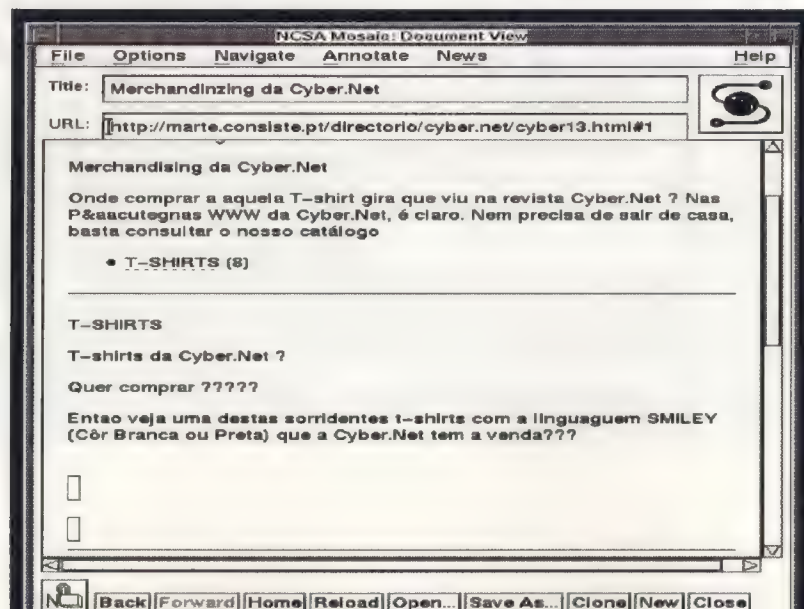 NCSA Mosaic: Document View
File Options Navigate Annotate News Help
Title: Merchandinzing da Cyber.Net
URL: http://marte.consiste.pt/directorio/cyber.net/cyber13.html#1
Merchandising da Cyber.Net
Onde comprar a aquela T-shirt gira que viu na revista Cyber.Net ? Nas
P&aacutegnas WWW da Cyber.Net, é claro. Nem precisa de sair de casa,
basta consultar o nosso catálogo
• T-SHIRTS (8)
T-SHIRTS
T-shirts da Cyber.Net ?
Quer comprar ?????
Entao veja uma destas sorridentes t-shirts com a linguaguem SMILEY
(Côr Branca ou Preta) que a Cyber.Net tem a venda???
Back Forward Home Reload Open... Save As... Clone New Close